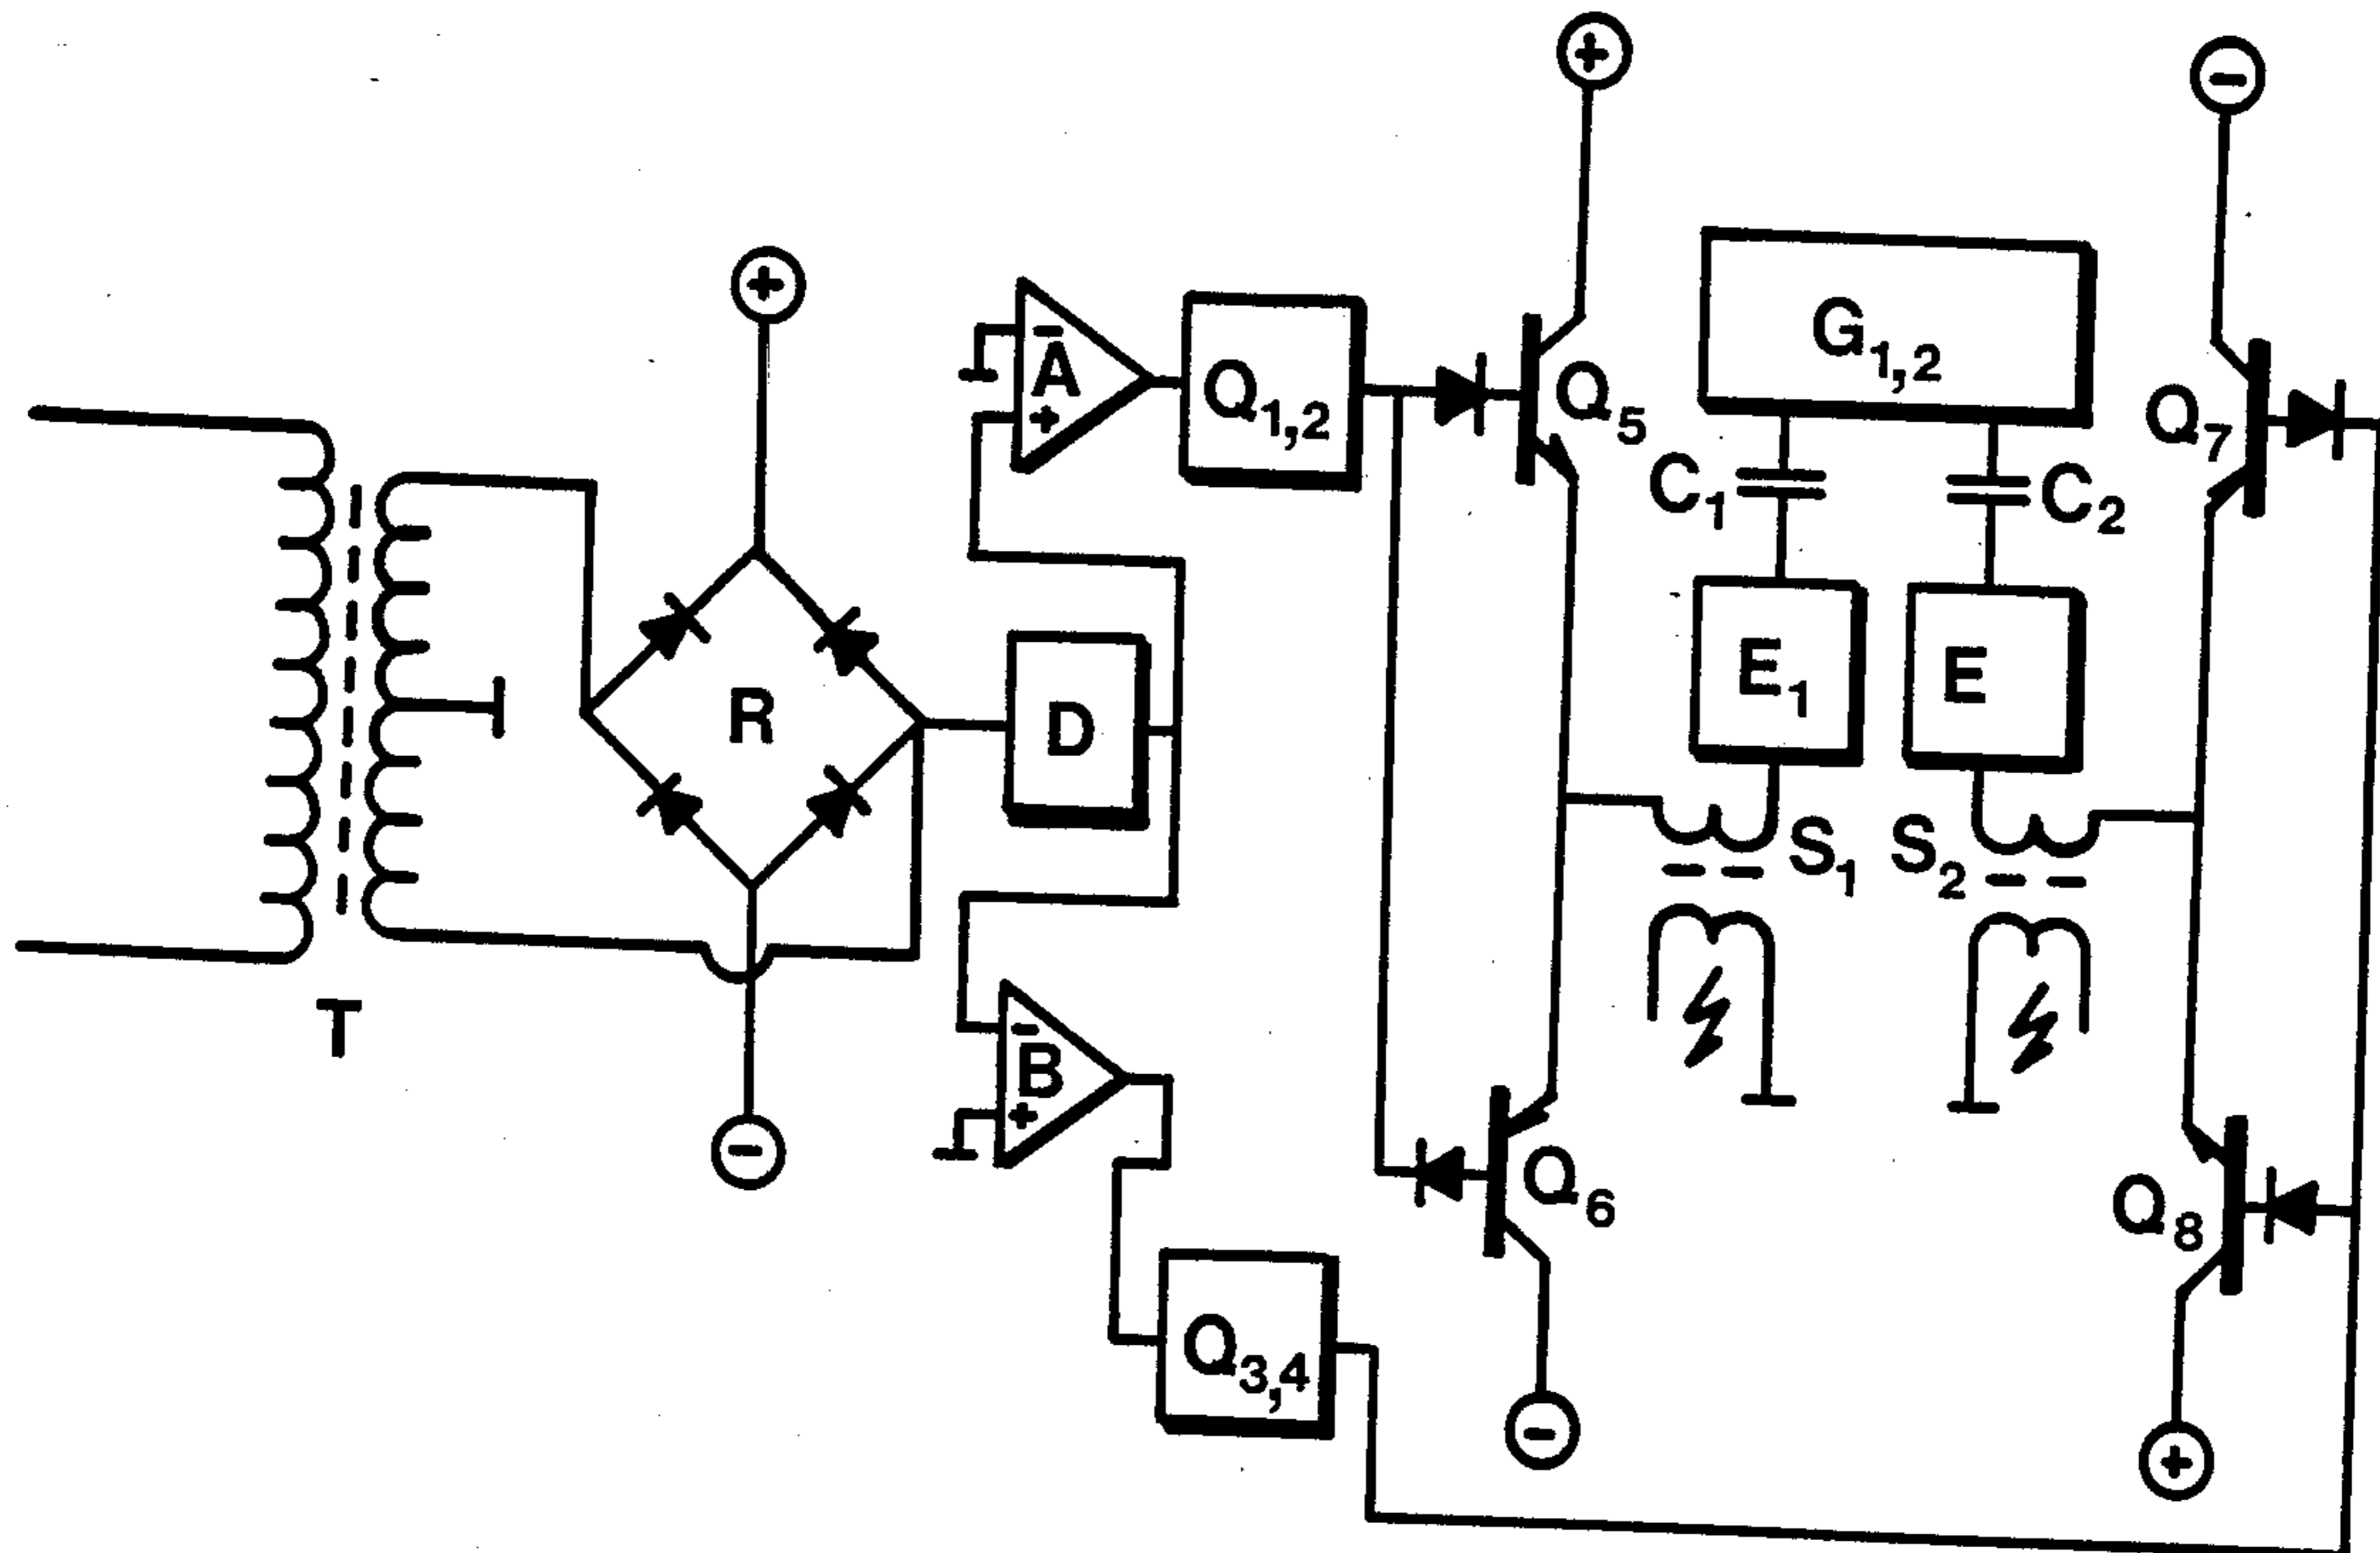 +
−
+
−
A
+
Q1,2
Q5
G1,2
Q7
C1
C2
R
D
E1
E
S1
S2
T
−
B
+
−
Q6
Q8
Q3,4
−
+